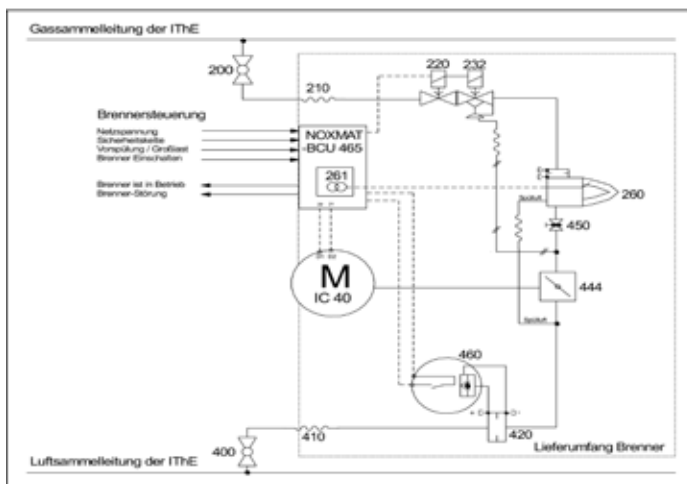 Gassammelleitung der IThE
200
220 232
210
Brennersteuerung
Netzspannung
Sicherheitskette
Vorspülung / Großlast
Brenner Einschalten
NOXMAT
-BCU 465
261
Brenner ist in Betrieb
Brenner-Störung
260
Spülluft
450
M
IC 40
444
Spülluft
460
410
420
400
Lieferumfang Brenner
Luftsammelleitung der IThE